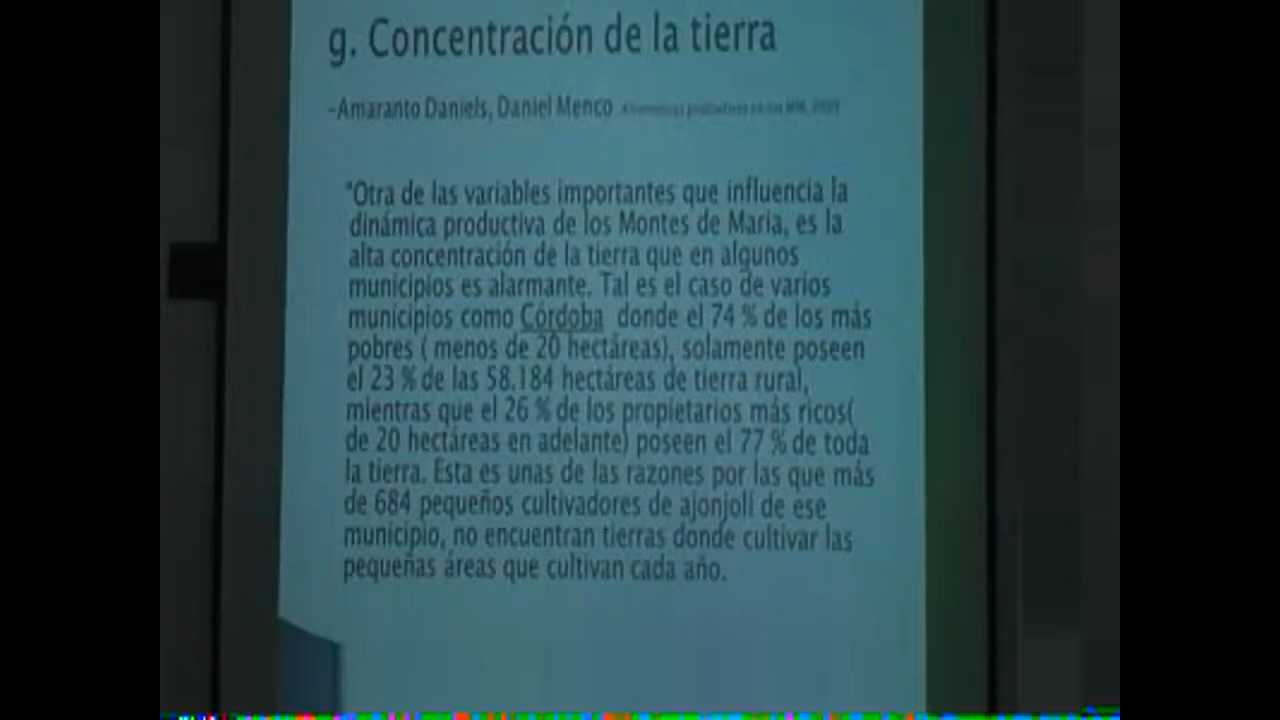 g. Concentración de la tierra
-Amaranto Daniels, Daniel Menco
"Otra de las variables importantes que influencia la
dinámica productiva de los Montes de Maria, es la
alta concentración de la tierra que en algunos
municipios es alarmante. Tal es el caso de varios
municipios como Córdoba donde el 74 % de los más
pobres ( menos de 20 hectáreas), solamente poseen
el 23 % de las 58.184 hectáreas de tierra rural,
mientras que el 26 % de los propietarios más ricos(
de 20 hectáreas en adelante) poseen el 77 % de toda
la tierra. Esta es unas de las razones por las que más
de 684 pequeños cultivadores de ajonjolí de ese
municipio, no encuentran tierras donde cultivar las
pequeñas áreas que cultivan cada año.